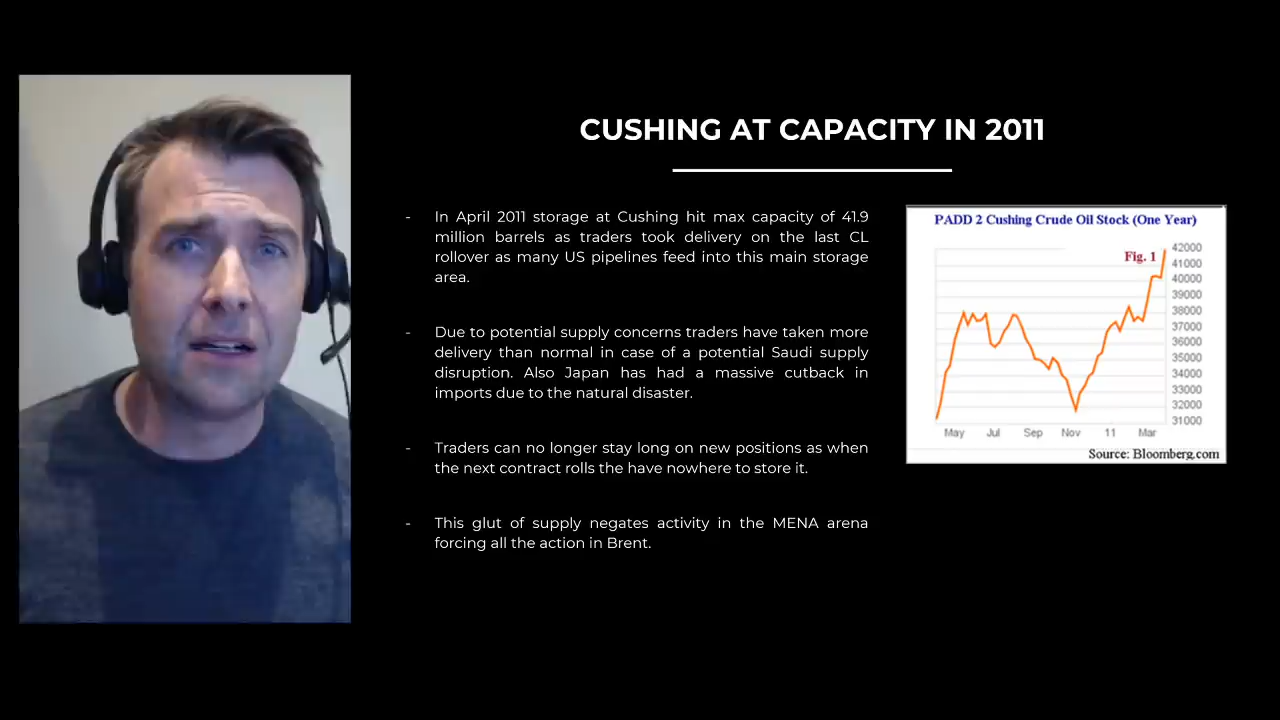 CUSHING AT CAPACITY IN 2011
- In April 2011 storage at Cushing hit max capacity of 41.9
million barrels as traders took delivery on the last CL
rollover as many US pipelines feed into this main storage
area.
- Due to potential supply concerns traders have taken more
delivery than normal in case of a potential Saudi supply
disruption. Also Japan has had a massive cutback in
imports due to the natural disaster.
- Traders can no longer stay long on new positions as when
the next contract rolls the have nowhere to store it.
- This glut of supply negates activity in the MENA arena
forcing all the action in Brent.
PADD 2 Cushing Crude Oil Stock (One Year)
Fig. 1
42000
41000
40000
39000
38000
37000
36000
35000
34000
33000
32000
31000
May Jul Sep Nov 11 Mar
Source: Bloomberg.com